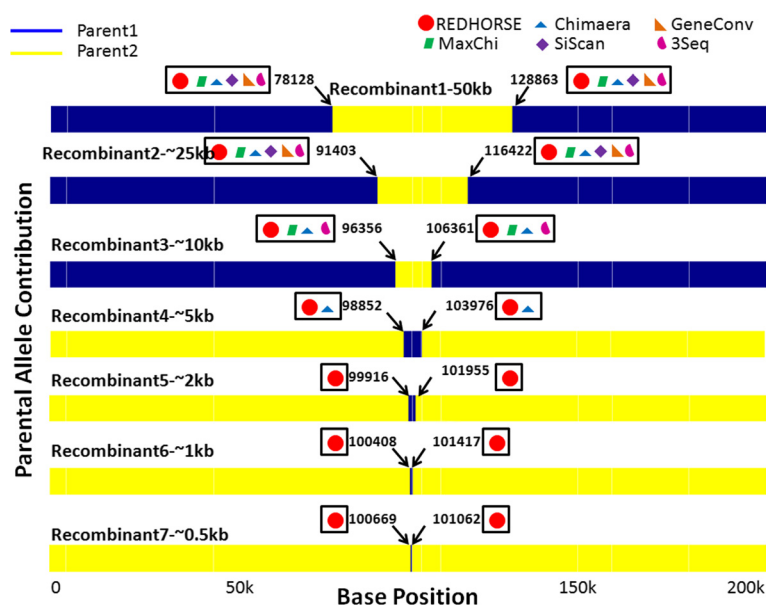 Parent1
Parent2
REDHORSE Chimaera GeneConv
MaxChi SiScan 3Seq
78128 Recombinant1-50kb 128863
Recombinant2-~25kb 91403 116422
Recombinant3-~10kb 96356 106361
Recombinant4-~5kb 98852 103976
Recombinant5-~2kb 99916 101955
Recombinant6-~1kb 100408 101417
Recombinant7-~0.5kb 100669 101062
0 50k 150k 200k
Base Position
Parental Allele Contribution